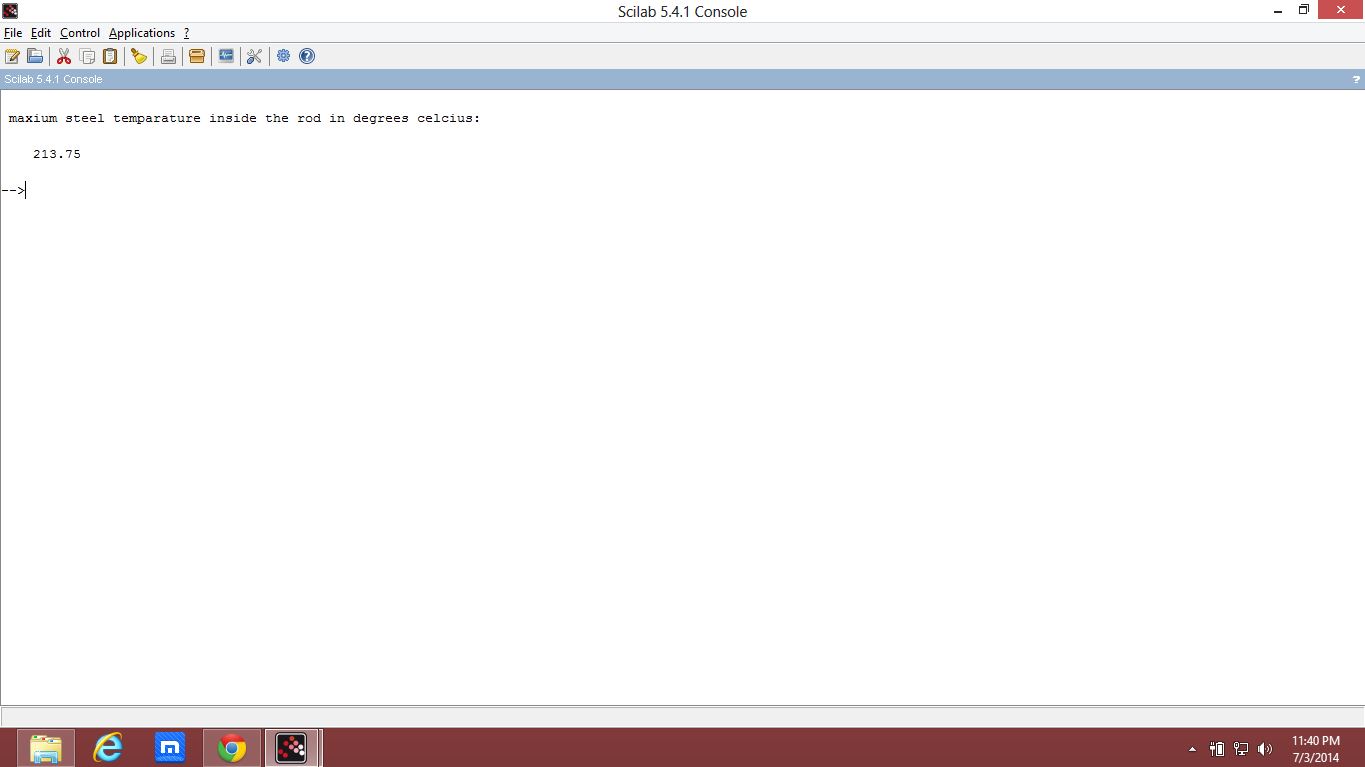 Scilab 5.4.1 Console
File Edit Control Applications ?
Scilab 5.4.1 Console ?
maxium steel temparature inside the rod in degrees celcius:
213.75
-->
11:40 PM
7/3/2014